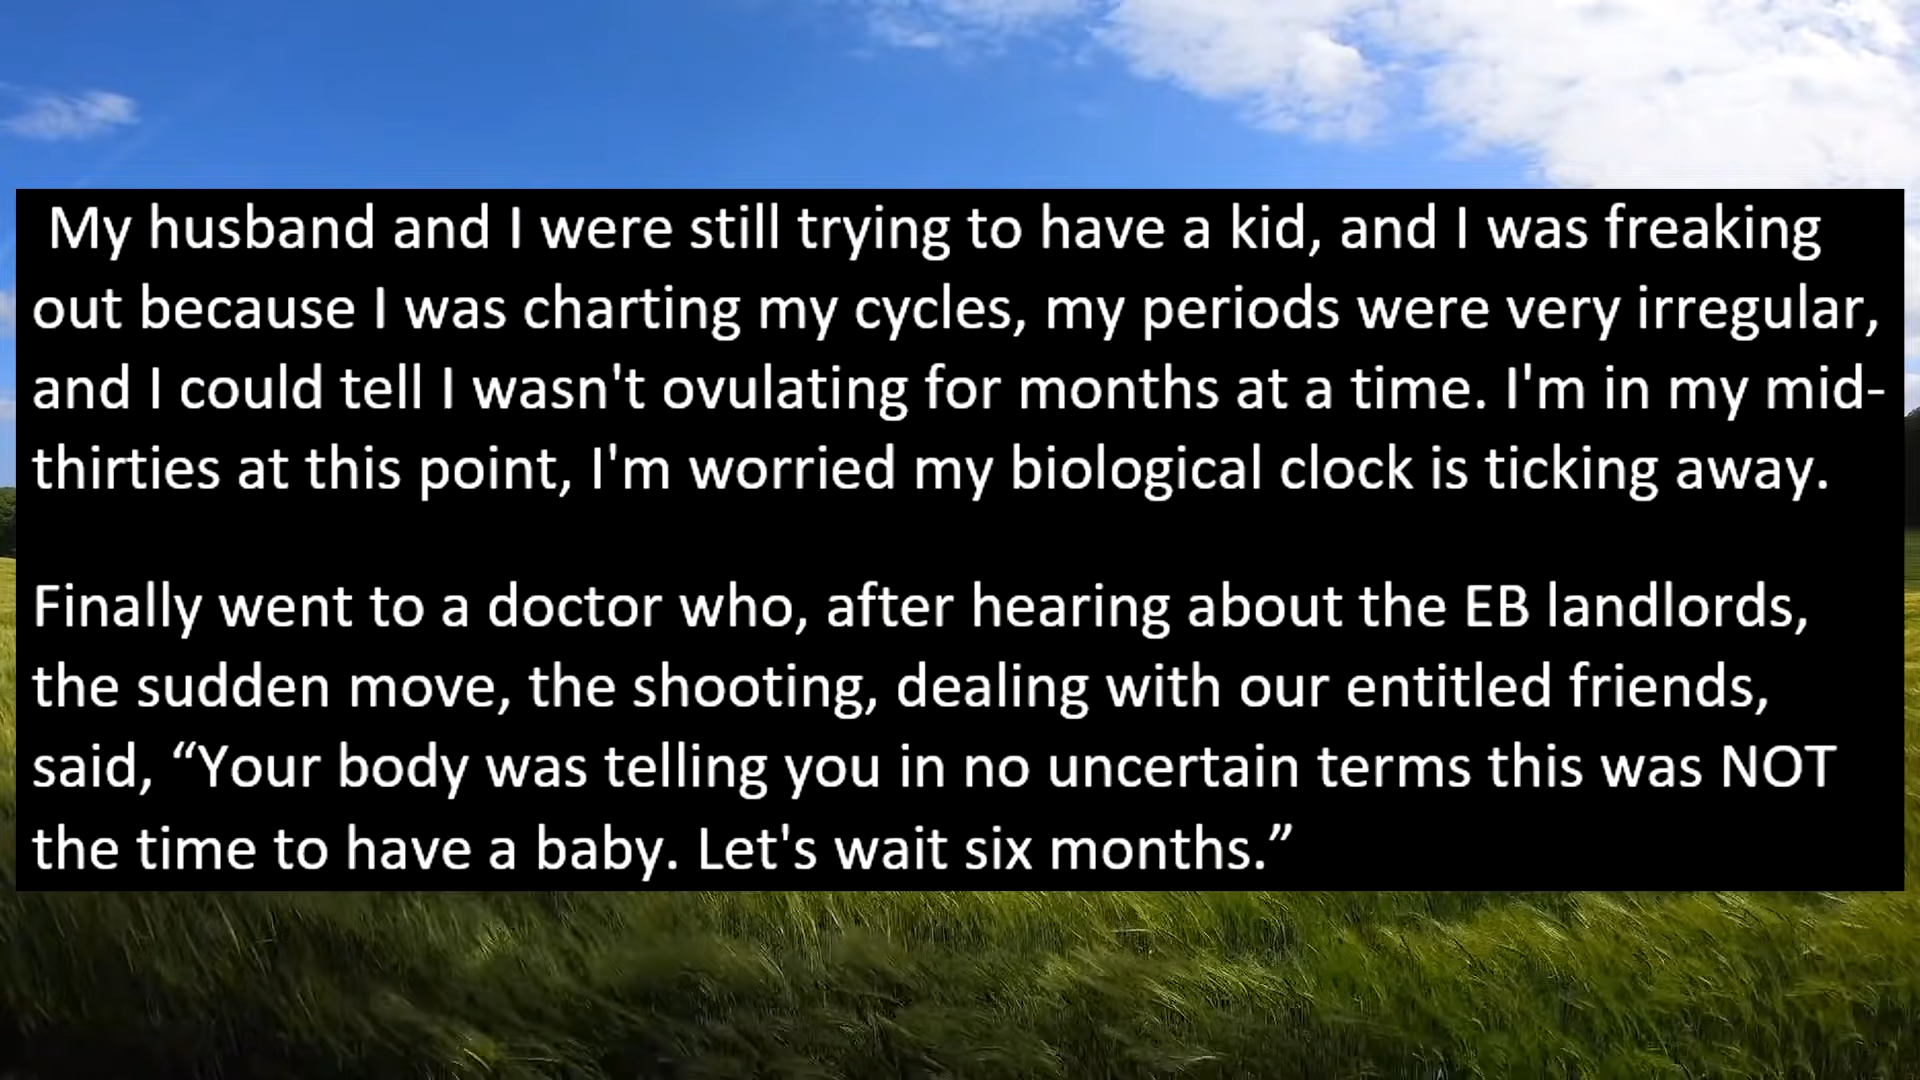 My husband and I were still trying to have a kid, and I was freaking
out because I was charting my cycles, my periods were very irregular,
and I could tell I wasn't ovulating for months at a time. I'm in my mid-
thirties at this point, I'm worried my biological clock is ticking away.
Finally went to a doctor who, after hearing about the EB landlords,
the sudden move, the shooting, dealing with our entitled friends,
said, “Your body was telling you in no uncertain terms this was NOT
the time to have a baby. Let's wait six months.”